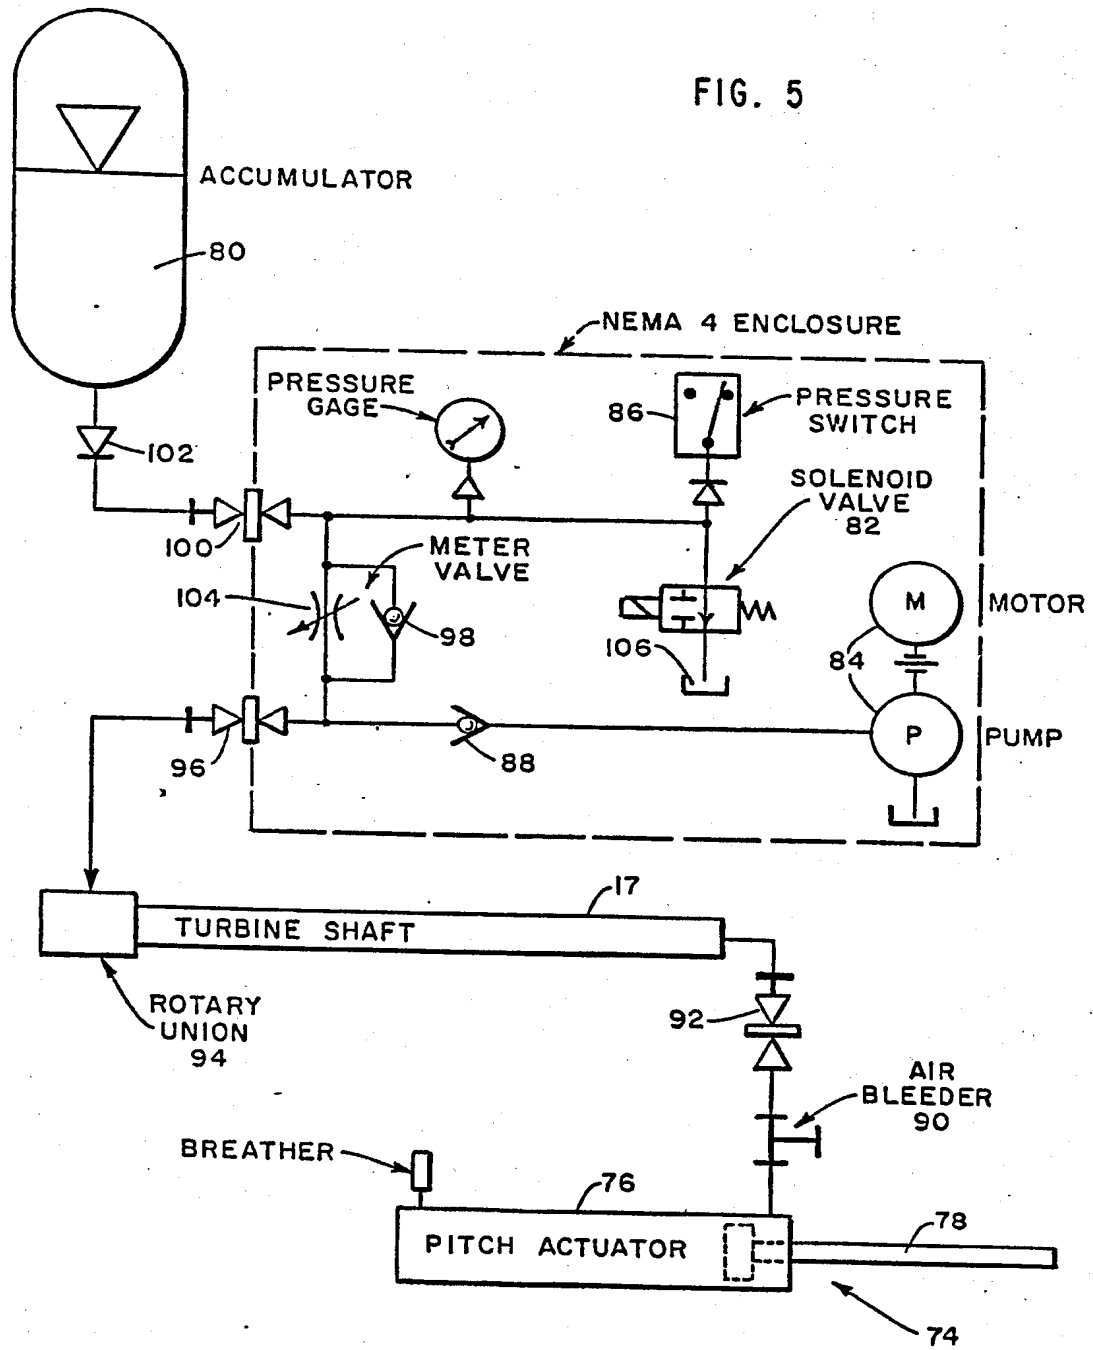 FIG. 5
ACCUMULATOR
80
NEMA 4 ENCLOSURE
PRESSURE
GAGE
86
PRESSURE
SWITCH
102
SOLENOID
VALVE
82
100
METER
VALVE
104
98
106
M
MOTOR
84
P
PUMP
96
88
17
TURBINE SHAFT
ROTARY
UNION
94
92
AIR
BLEEDER
90
BREATHER
76
PITCH ACTUATOR
78
74